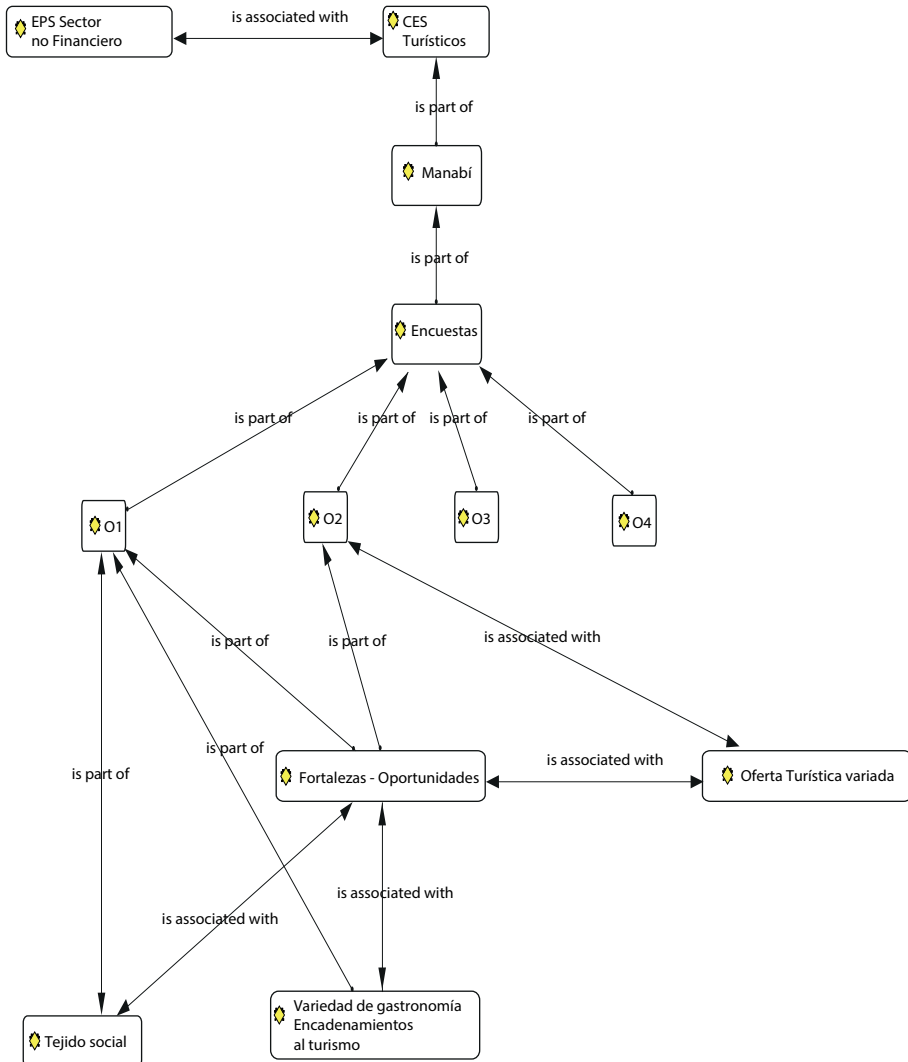 is associated with
EPS Sector
no Financiero
CES
Turísticos
is part of
Manabí
is part of
Encuestas
is part of
is part of
is part of
is part of
O1
O2
O3
O4
is part of
is part of
is associated with
is part of
is part of
is associated with
Fortalezas - Oportunidades
Oferta Turística variada
is associated with
is associated with
Variedad de gastronomía
Encadenamientos
al turismo
Tejido social